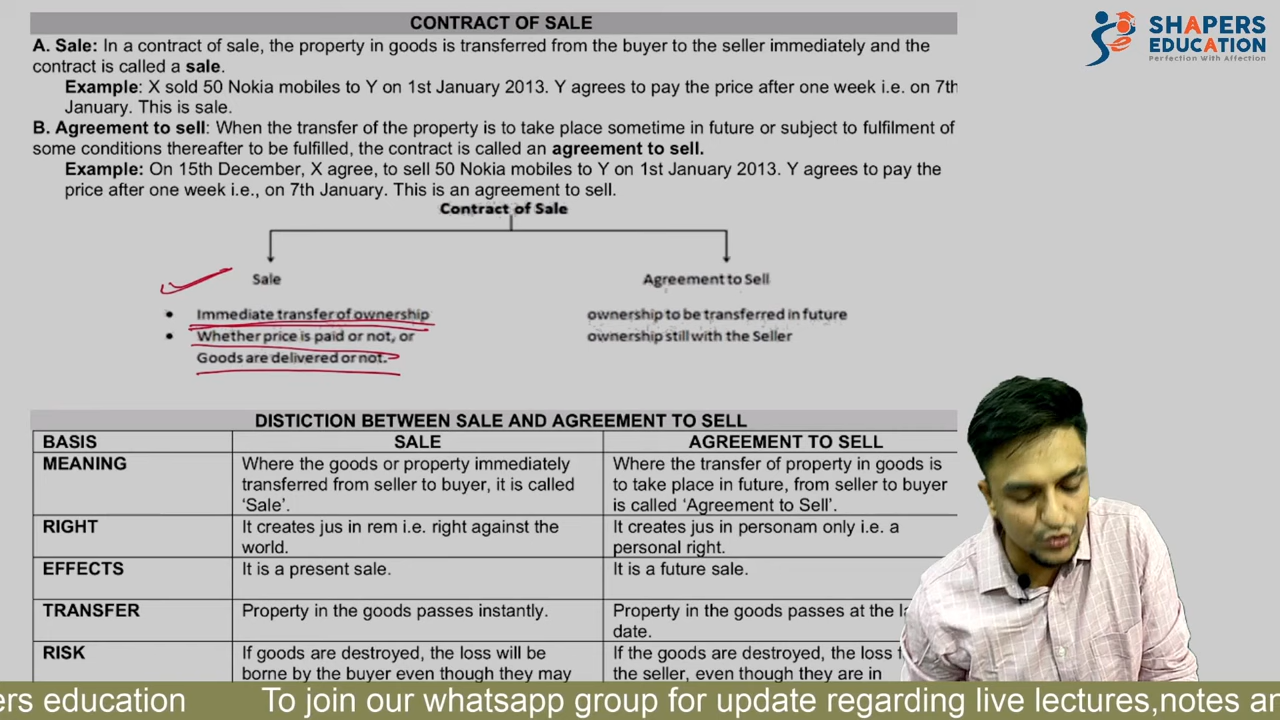 CONTRACT OF SALE
SHAPERS
EDUCATION
Perfection With Affection
A. Sale: In a contract of sale, the property in goods is transferred from the buyer to the seller immediately and the
contract is called a sale.
Example: X sold 50 Nokia mobiles to Y on 1st January 2013. Y agrees to pay the price after one week i.e. on 7th
January. This is sale.
B. Agreement to sell: When the transfer of the property is to take place sometime in future or subject to fulfilment of
some conditions thereafter to be fulfilled, the contract is called an agreement to sell.
Example: On 15th December, X agree, to sell 50 Nokia mobiles to Y on 1st January 2013. Y agrees to pay the
price after one week i.e., on 7th January. This is an agreement to sell.
Contract of Sale
Sale
Agreement to Sell
• Immediate transfer of ownership
• Whether price is paid or not, or
Goods are delivered or not.
ownership to be transferred in future
ownership still with the Seller
DISTICTION BETWEEN SALE AND AGREEMENT TO SELL
BASIS SALE AGREEMENT TO SELL
MEANING
Where the goods or property immediately
transferred from seller to buyer, it is called
‘Sale’.
Where the transfer of property in goods is
to take place in future, from seller to buyer
is called ‘Agreement to Sell’.
RIGHT
It creates jus in rem i.e. right against the
world.
It creates jus in personam only i.e. a
personal right.
EFFECTS
It is a present sale.
It is a future sale.
TRANSFER
Property in the goods passes instantly.
Property in the goods passes at the
date.
RISK
If goods are destroyed, the loss will be
borne by the buyer even though they may
If the goods are destroyed, the loss
the seller, even though they are in
ers education To join our whatsapp group for update regarding live lectures,notes